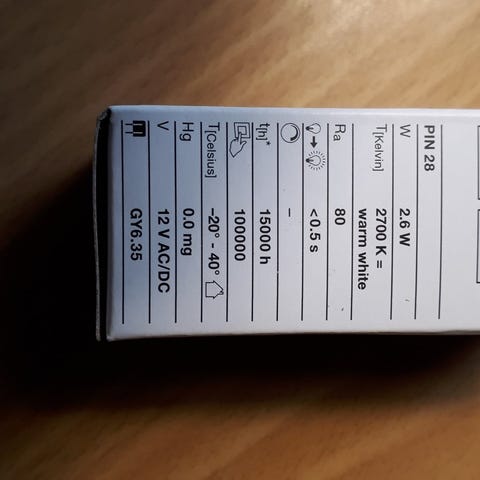 PIN 28
W 2.6 W
T[Kelvin] 2700 K =
warm white
Ra 80
<0.5 s
–
t[h]* 15000 h
100000
T[Celsius] –20° - 40°
Hg 0.0 mg
V 12 V AC/DC
GY6.35